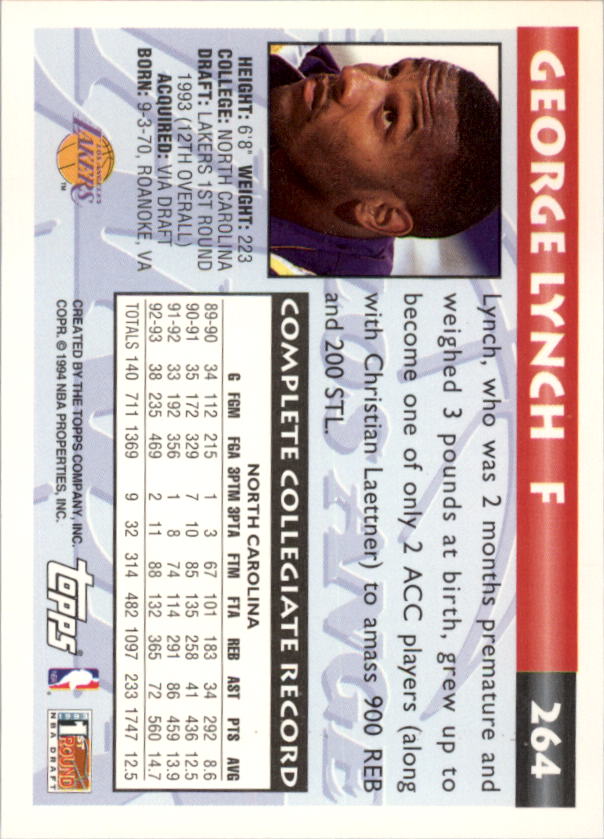 GEORGE LYNCH F 264
Lynch, who was 2 months premature and
weighed 3 pounds at birth, grew up to
become one of only 2 ACC players (along
with Christian Laettner) to amass 900 REB
and 200 STL.
HEIGHT: 6'8" WEIGHT: 223
COLLEGE: NORTH CAROLINA
DRAFT: LAKERS 1ST ROUND
1993 (12TH OVERALL)
ACQUIRED: VIA DRAFT
BORN: 9-3-70, ROANOKE, VA
LOS ANGELES
LAKERS
TM
COMPLETE COLLEGIATE RECORD
NORTH CAROLINA
G FGM FGA 3PTM 3PTA FTM FTA REB AST PTS AVG
89-90 34 112 215 1 3 67 101 183 34 292 8.6
90-91 35 172 329 7 10 85 135 258 41 436 12.5
91-92 33 192 356 1 8 74 114 291 86 459 13.9
92-93 38 235 469 2 11 88 132 365 72 560 14.7
TOTALS 140 711 1369 9 32 314 482 1097 233 1747 12.5
CREATED BY THE TOPPS COMPANY, INC.
COPR. © 1994 NBA PROPERTIES, INC.
topps®
NBA
1ST
ROUND
NBA DRAFT
LOS ANGE